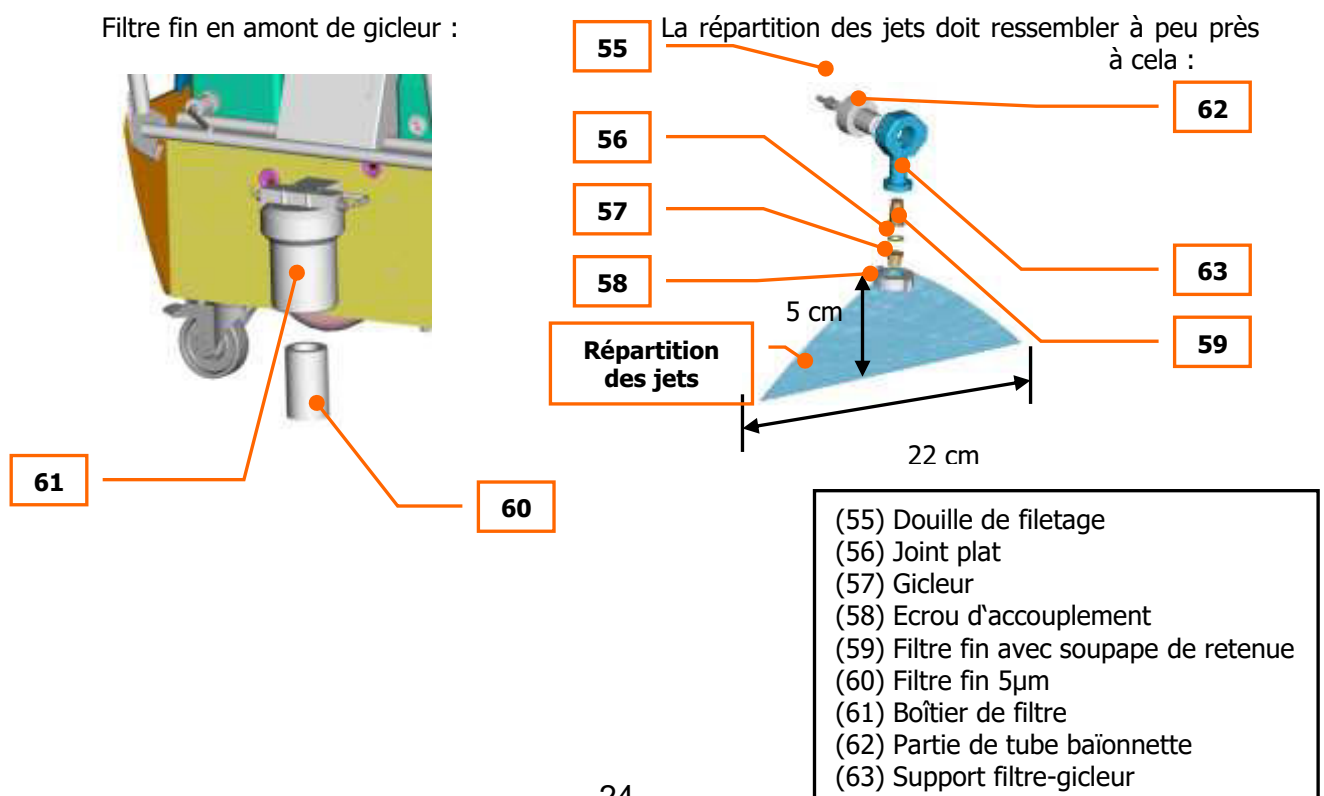 Filtre fin en amont de gicleur :
La répartition des jets doit ressembler à peu près
à cela :
55
62
56
57
63
58
5 cm
59
Répartition
des jets
22 cm
61
60
(55) Douille de filetage
(56) Joint plat
(57) Gicleur
(58) Ecrou d‘accouplement
(59) Filtre fin avec soupape de retenue
(60) Filtre fin 5µm
(61) Boîtier de filtre
(62) Partie de tube baïonnette
(63) Support filtre-gicleur
24